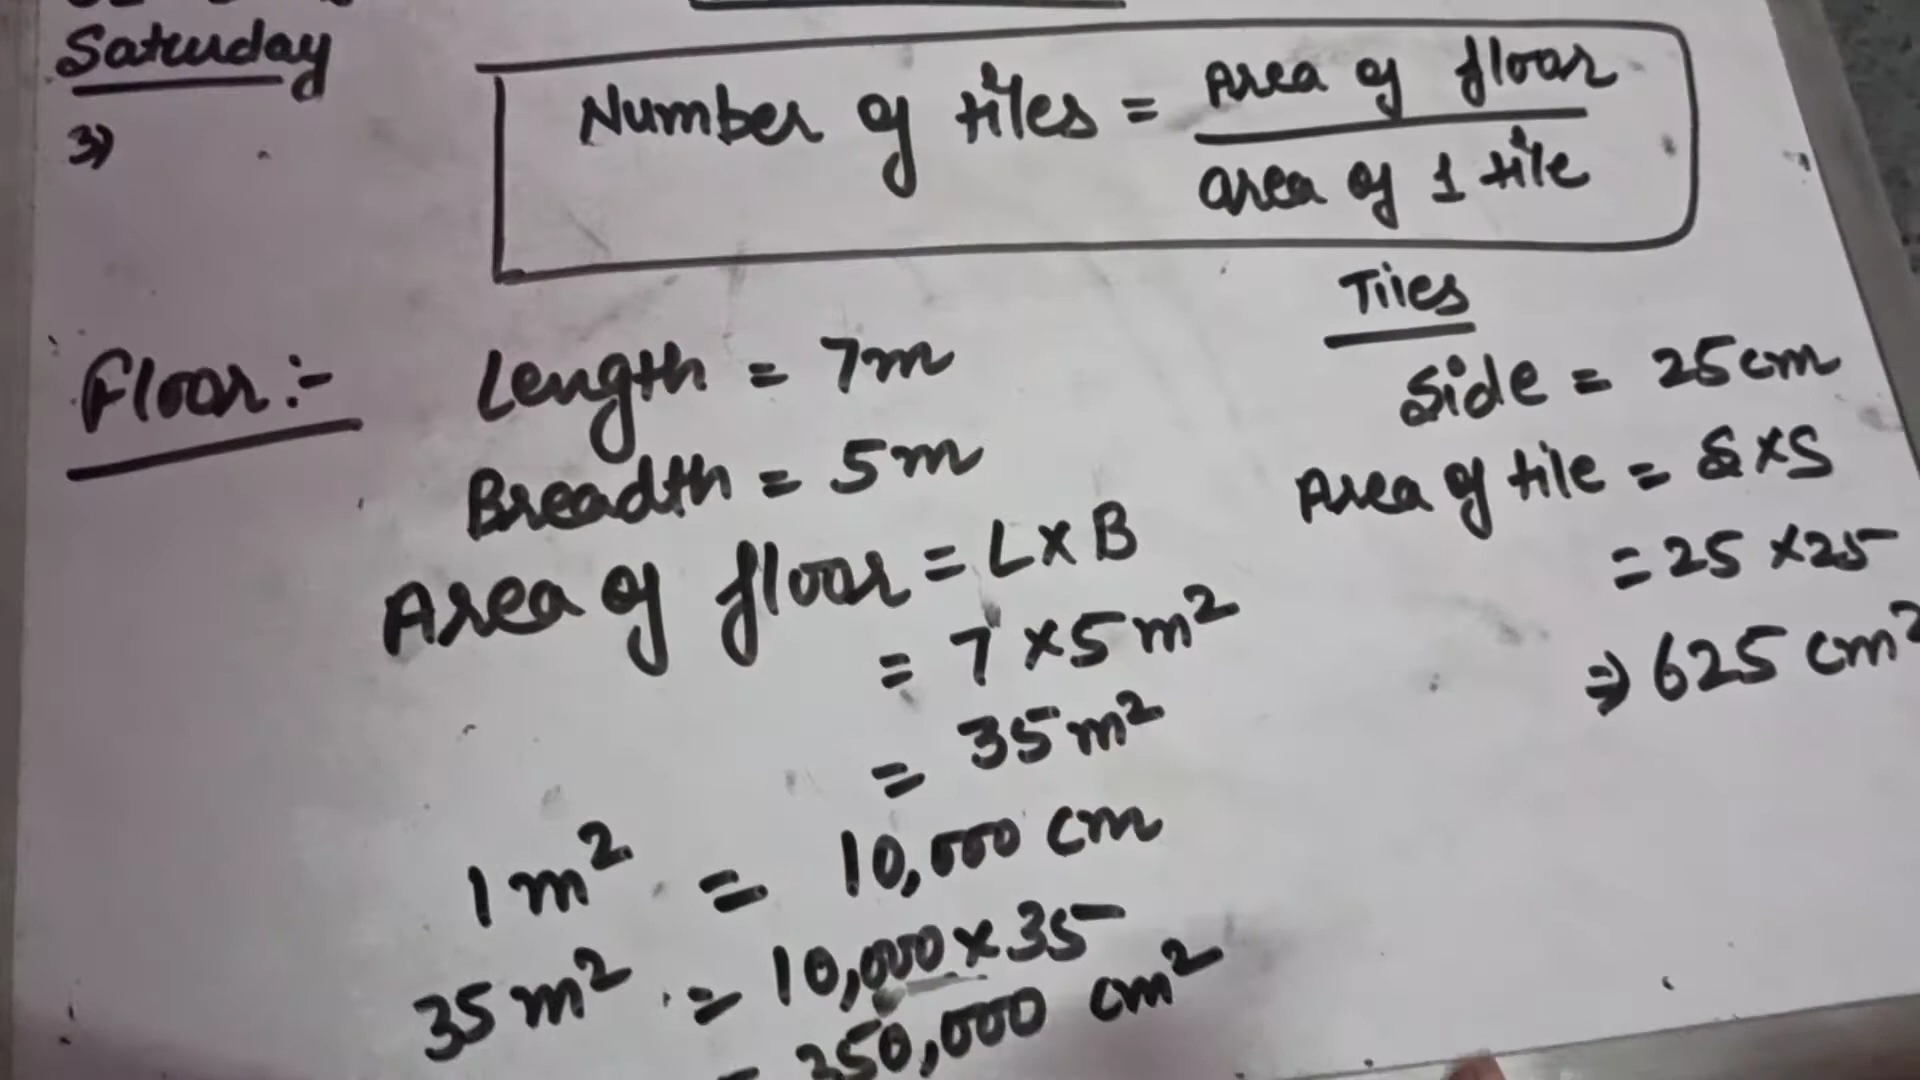 Saturday
3)
Number of tiles = Area of floor
area of 1 tile
Floor:-
Length = 7m
Breadth = 5m
Area of floor = L×B
= 7×5 m²
= 35 m²
1 m² = 10,000 cm
35 m² = 10,000×35
= 350,000 cm²
Tiles
Side = 25cm
Area of tile = S×S
= 25×25
⇒ 625 cm²